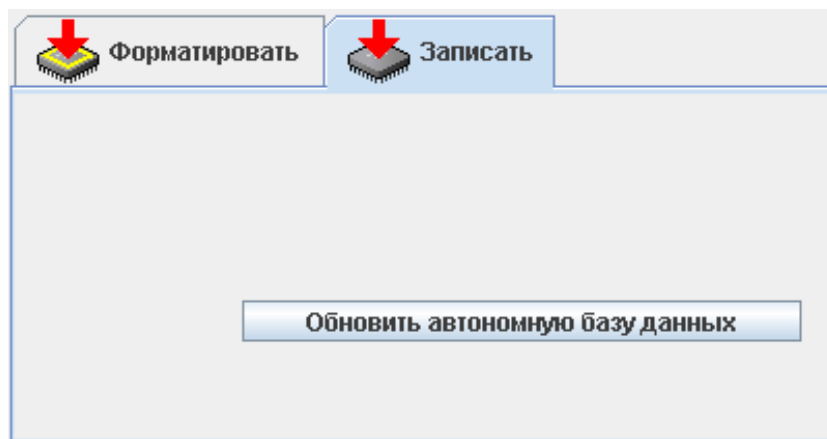 Форматировать
Записать
Обновить автономную базу данных